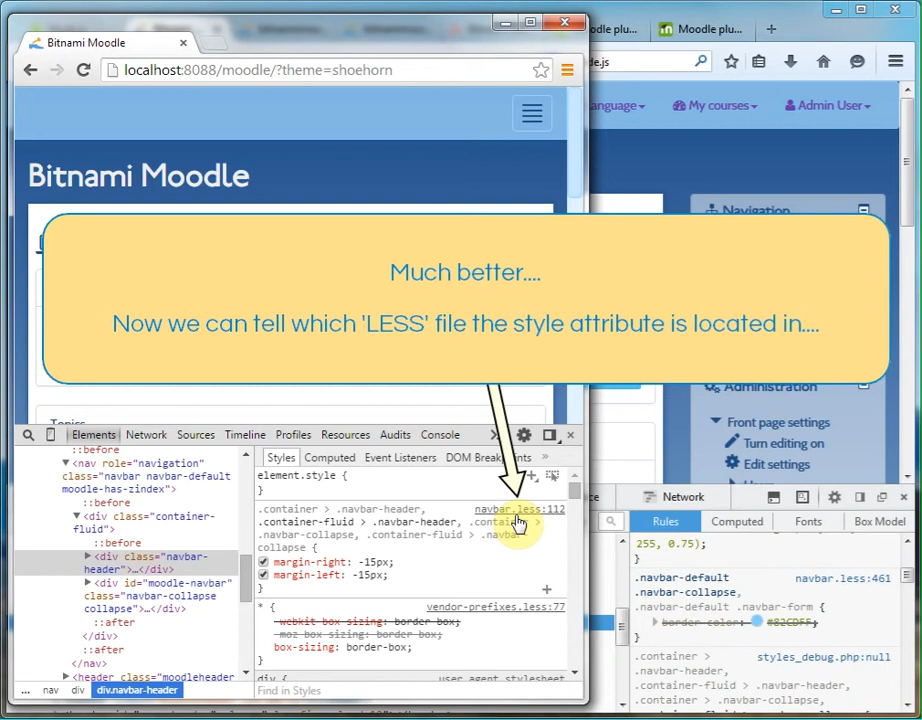 Bitnami Moodle
localhost:8088/moodle/?theme=shoehorn
Bitnami Moodle
Much better....
Now we can tell which 'LESS' file the style attribute is located in....
Topics
Elements Network Sources Timeline Profiles Resources Audits Console
::before
<nav role="navigation"
class="navbar navbar-default
moodle-has-zindex">
::before
<div class="container-
fluid">
::before
<div class="navbar-
header">…</div>
<div id="moodle-navbar"
class="navbar-collapse
collapse">…</div>
::after
</div>
::after
</nav>
<header class="moodleheader
... nav div div.navbar-header
Styles Computed Event Listeners DOM Breakpoints »
element.style {
}
.container > .navbar-header, navbar.less:112
.container-fluid > .navbar-header, .container >
.navbar-collapse, .container-fluid > .navbar-
collapse {
margin-right: -15px;
margin-left: -15px;
}
* { vendor-prefixes.less:77
-webkit-box-sizing: border-box;
-moz-box-sizing: border-box;
box-sizing: border-box;
}
div { user agent stylesheet
Find in Styles
dle plu...
Moodle plu...
le.js
anguage
My courses
Admin User
Navigation
Administration
Front page settings
Turn editing on
Edit settings
ce
Network
Rules Computed Fonts Box Model
255, 0.75);
}
.navbar-default navbar.less:461
.navbar-collapse,
.navbar-default .navbar-form {
border-color: #82CDFF;
}
.container > styles_debug.php:null
.navbar-header,
.container-fluid > .navbar-
header, .container >
.navbar-collapse,